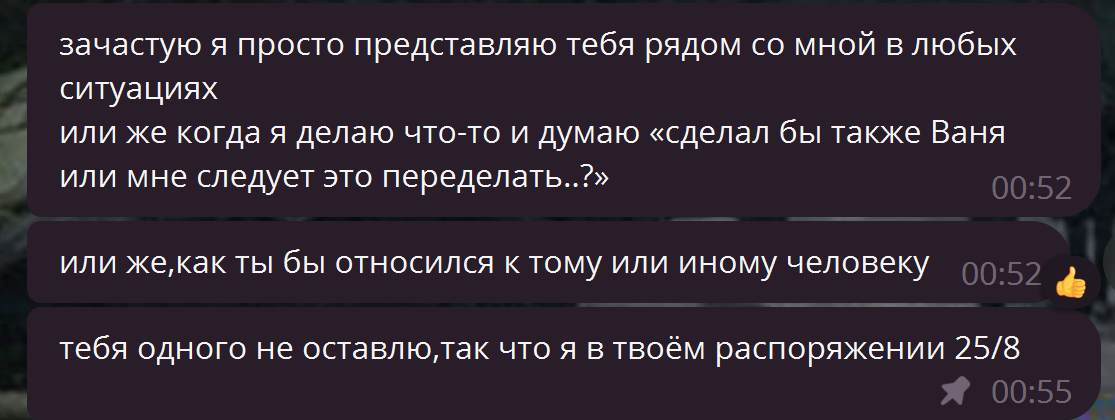 зачастую я просто представляю тебя рядом со мной в любых
ситуациях
или же когда я делаю что-то и думаю «сделал бы также Ваня
или мне следует это переделать..?»
00:52
или же,как ты бы относился к тому или иному человеку
00:52
тебя одного не оставлю,так что я в твоём распоряжении 25/8
00:55